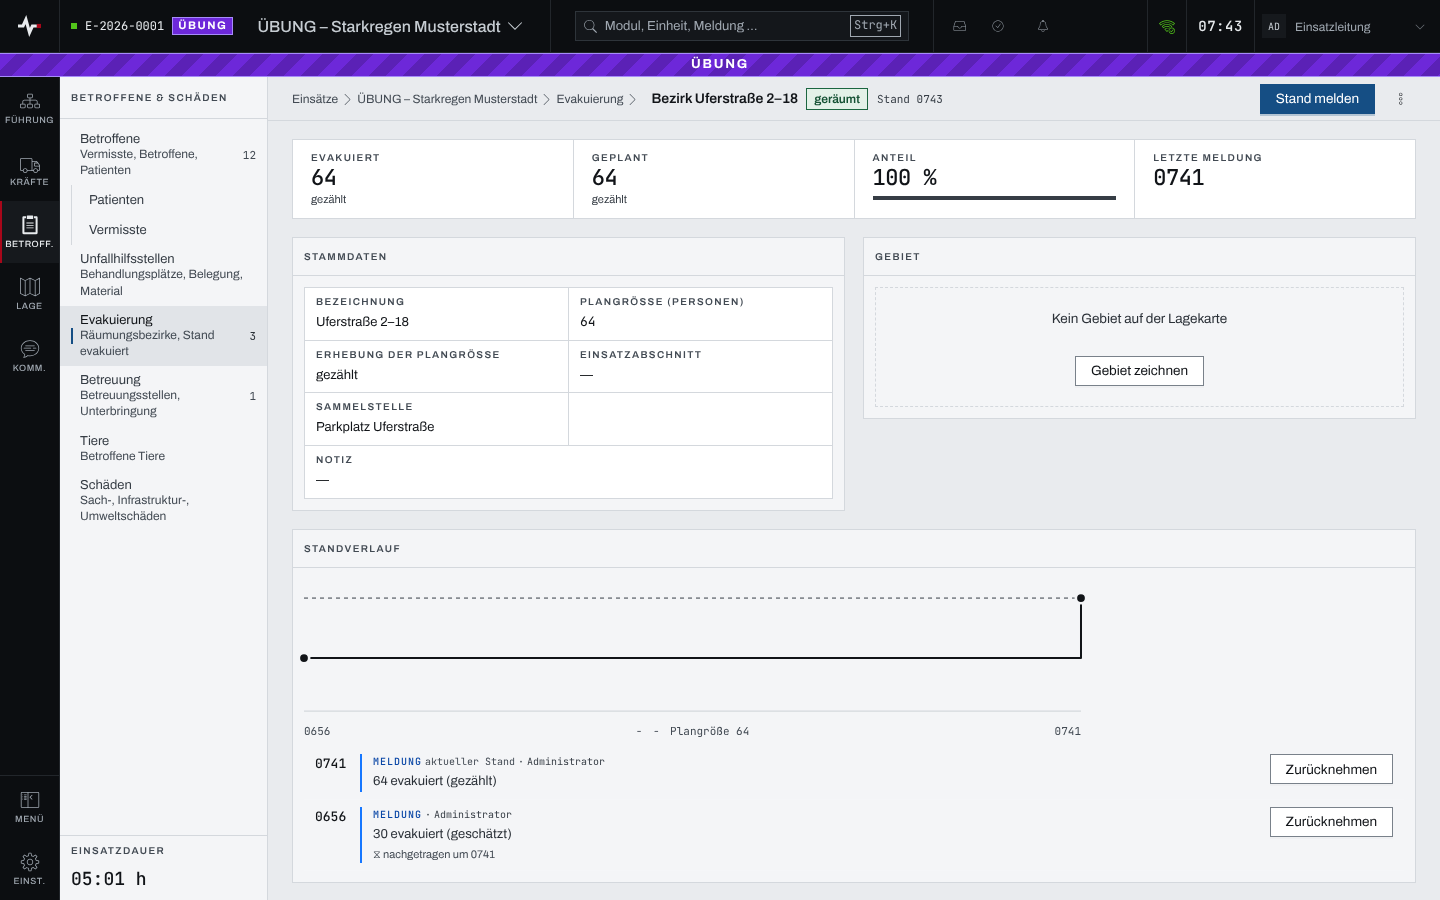 E-2026-0001 ÜBUNG ÜBUNG – Starkregen Musterstadt Modul, Einheit, Meldung ... Strg+K 07:43 AD Einsatzleitung
ÜBUNG
FÜHRUNG
KRÄFTE
BETROFF.
LAGE
KOMM.
MENÜ
EINST.
BETROFFENE & SCHÄDEN
Betroffene
Vermisste, Betroffene, 12
Patienten
Patienten
Vermisste
Unfallhilfsstellen
Behandlungsplätze, Belegung,
Material
Evakuierung
Räumungsbezirke, Stand 3
evakuiert
Betreuung
Betreuungsstellen, 1
Unterbringung
Tiere
Betroffene Tiere
Schäden
Sach-, Infrastruktur-,
Umweltschäden
EINSATZDAUER
05:01 h
Einsätze ÜBUNG – Starkregen Musterstadt Evakuierung Bezirk Uferstraße 2–18 geräumt Stand 0743 Stand melden
EVAKUIERT
64
gezählt
GEPLANT
64
gezählt
ANTEIL
100 %
LETZTE MELDUNG
0741
STAMMDATEN
BEZEICHNUNG
Uferstraße 2–18
PLANGRÖSSE (PERSONEN)
64
ERHEBUNG DER PLANGRÖSSE
gezählt
EINSATZABSCHNITT
—
SAMMELSTELLE
Parkplatz Uferstraße
NOTIZ
—
GEBIET
Kein Gebiet auf der Lagekarte
Gebiet zeichnen
STANDVERLAUF
0656 - - Plangröße 64 0741
0741 MELDUNG aktueller Stand · Administrator
64 evakuiert (gezählt)
Zurücknehmen
0656 MELDUNG · Administrator
30 evakuiert (geschätzt)
⧖ nachgetragen um 0741
Zurücknehmen